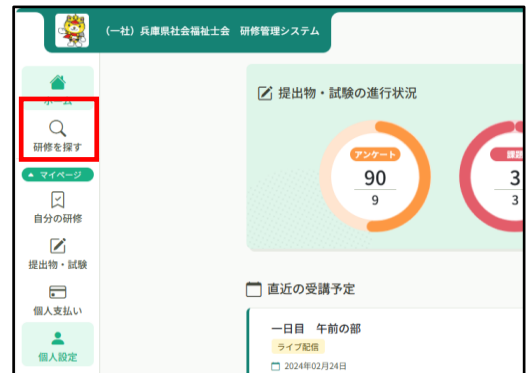 （一社）兵庫県社会福祉士会　研修管理システム
ホーム
研修を探す
マイページ
自分の研修
提出物・試験
個人支払い
個人設定
提出物・試験の進行状況
アンケート
90
9
課題
3
3
直近の受講予定
一日目　午前の部
ライブ配信
2024年02月24日